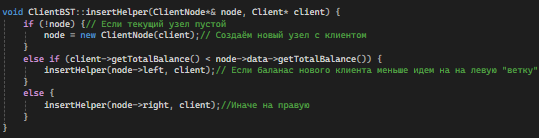 void ClientBST::insertHelper(ClientNode*& node, Client* client) {
if (!node) {// Если текущий узел пустой
node = new ClientNode(client);// Создаём новый узел с клиентом
}
else if (client->getTotalBalance() < node->data->getTotalBalance()) {
insertHelper(node->left, client);// Если баланас нового клиента меньше идем на на левую "ветку"
}
else {
insertHelper(node->right, client);//Иначе на правую
}
}